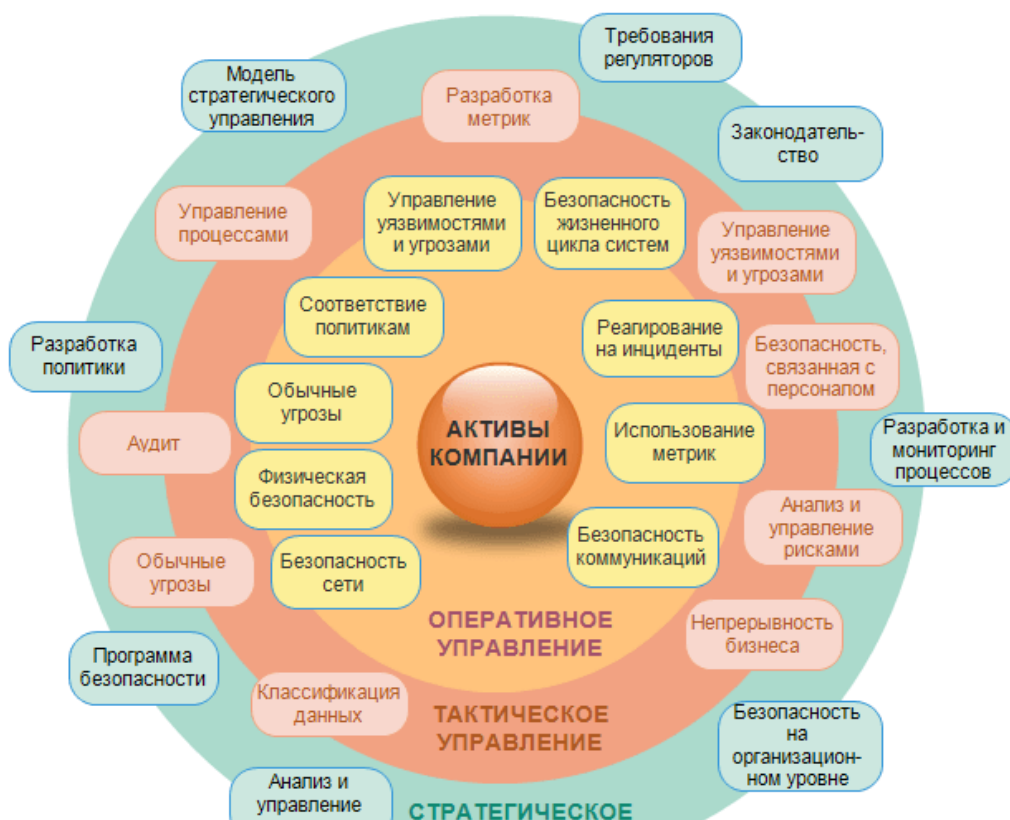 Требования
регуляторов
Модель
стратегического
управления
Разработка
метрик
Законодатель-
ство
Управление
уязвимостями
и угрозами
Безопасность
жизненного
цикла систем
Управление
процессами
Управление
уязвимостями
и угрозами
Соответствие
политикам
Реагирование
на инциденты
Разработка
политики
Безопасность,
связанная с
персоналом
Обычные
угрозы
АКТИВЫ
КОМПАНИИ
Использование
метрик
Аудит
Разработка и
мониторинг
процессов
Физическая
безопасность
Анализ и
управление
рисками
Безопасность
коммуникаций
Обычные
угрозы
Безопасность
сети
ОПЕРАТИВНОЕ
УПРАВЛЕНИЕ
Непрерывность
бизнеса
Программа
безопасности
Классификация
данных
ТАКТИЧЕСКОЕ
УПРАВЛЕНИЕ
Безопасность
на
организацион-
ном уровне
Анализ и
управление
СТРАТЕГИЧЕСКОЕ